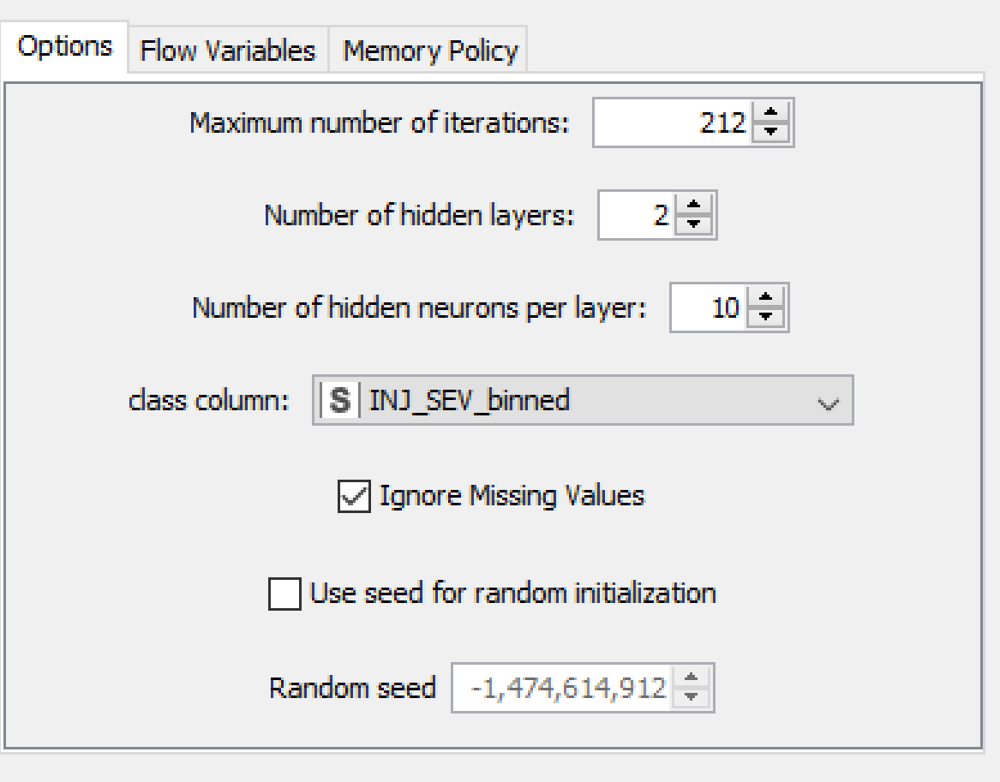 Options Flow Variables Memory Policy
Maximum number of iterations: 212
Number of hidden layers: 2
Number of hidden neurons per layer: 10
class column: S INJ_SEV_binned
Ignore Missing Values
Use seed for random initialization
Random seed -1,474,614,912